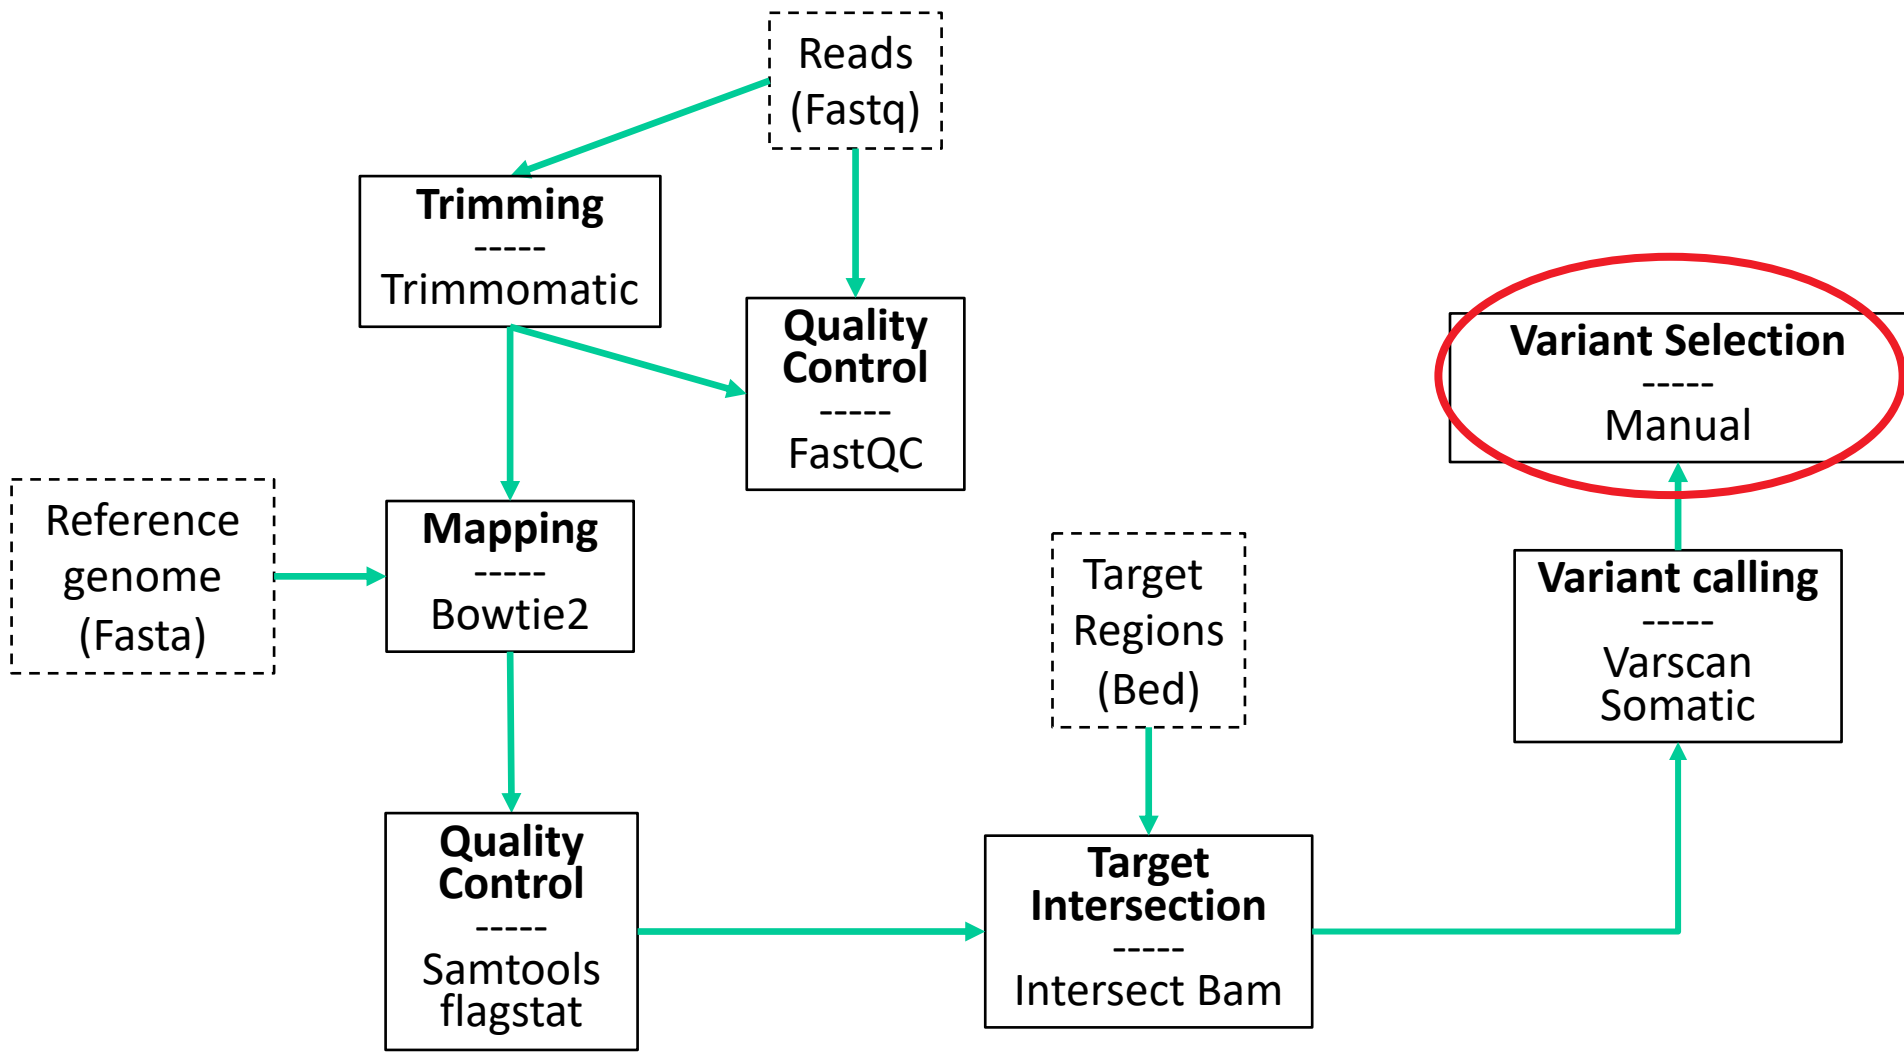 Reads
(Fastq)
Trimming
-----
Trimmomatic
Quality
Control
-----
FastQC
Variant Selection
-----
Manual
Reference
genome
(Fasta)
Mapping
-----
Bowtie2
Target
Regions
(Bed)
Variant calling
-----
Varscan
Somatic
Quality
Control
-----
Samtools
flagstat
Target
Intersection
-----
Intersect Bam